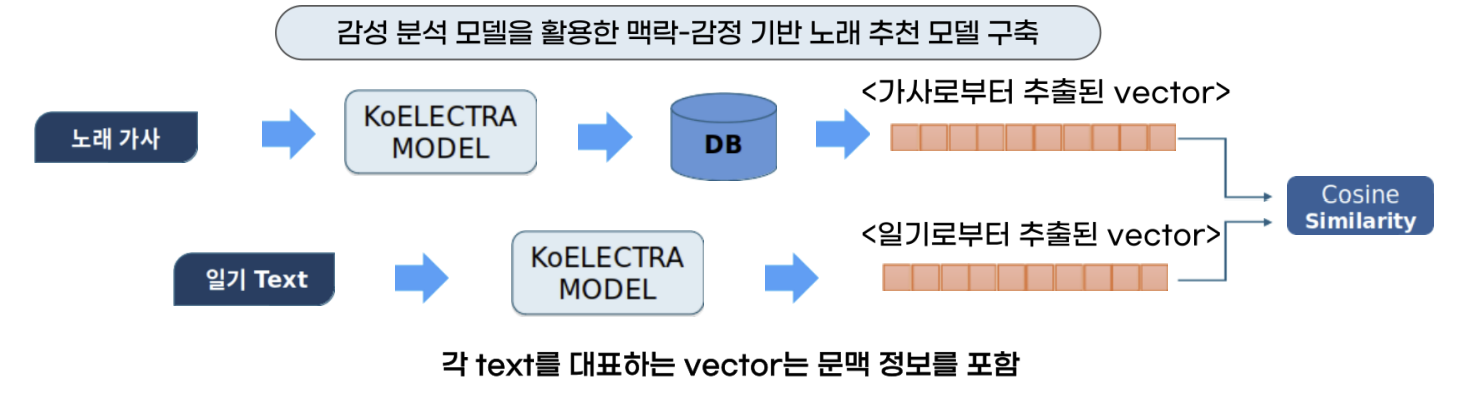 감성 분석 모델을 활용한 맥락-감정 기반 노래 추천 모델 구축
노래 가사
KoELECTRA
MODEL
DB
<가사로부터 추출된 vector>
일기 Text
KoELECTRA
MODEL
<일기로부터 추출된 vector>
Cosine
Similarity
각 text를 대표하는 vector는 문맥 정보를 포함